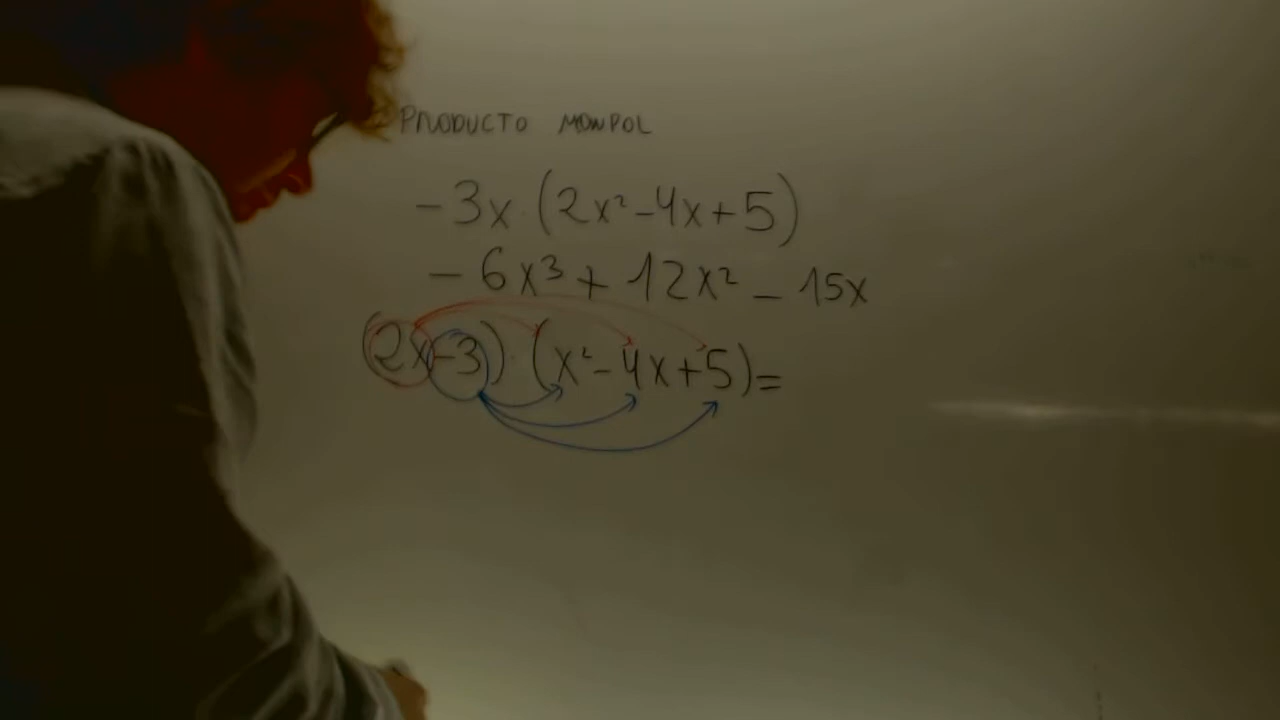 PRODUCTO MONPOL
-3x·(2x²-4x+5)
-6x³+12x²-15x
(2x-3)·(x²-4x+5)=